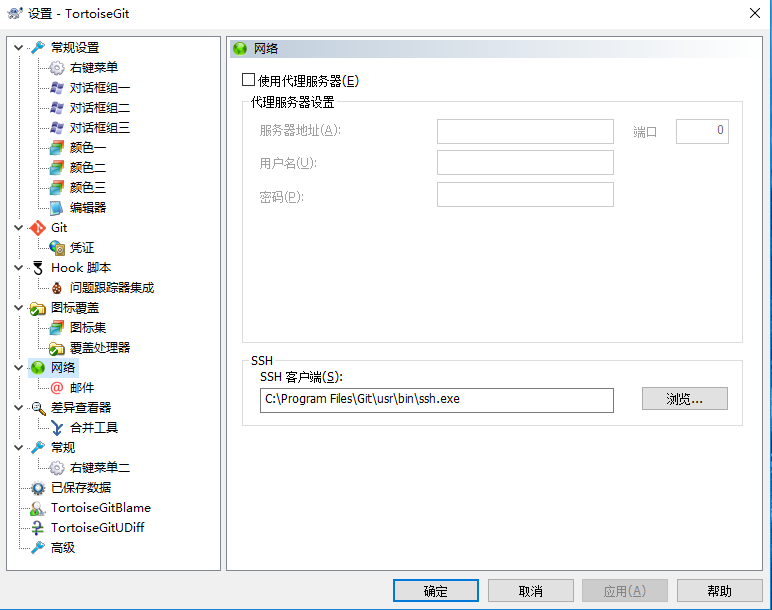 设置 - TortoiseGit
常规设置
右键菜单
对话框组一
对话框组二
对话框组三
颜色一
颜色二
颜色三
编辑器
Git
凭证
Hook 脚本
问题跟踪器集成
图标覆盖
图标集
覆盖处理器
网络
邮件
差异查看器
合并工具
常规
右键菜单二
已保存数据
TortoiseGitBlame
TortoiseGitUDiff
高级
网络
使用代理服务器(E)
代理服务器设置
服务器地址(A): 端口 0
用户名(U):
密码(P):
SSH
SSH 客户端(S):
C:\Program Files\Git\usr\bin\ssh.exe 浏览...
确定 取消 应用(A) 帮助